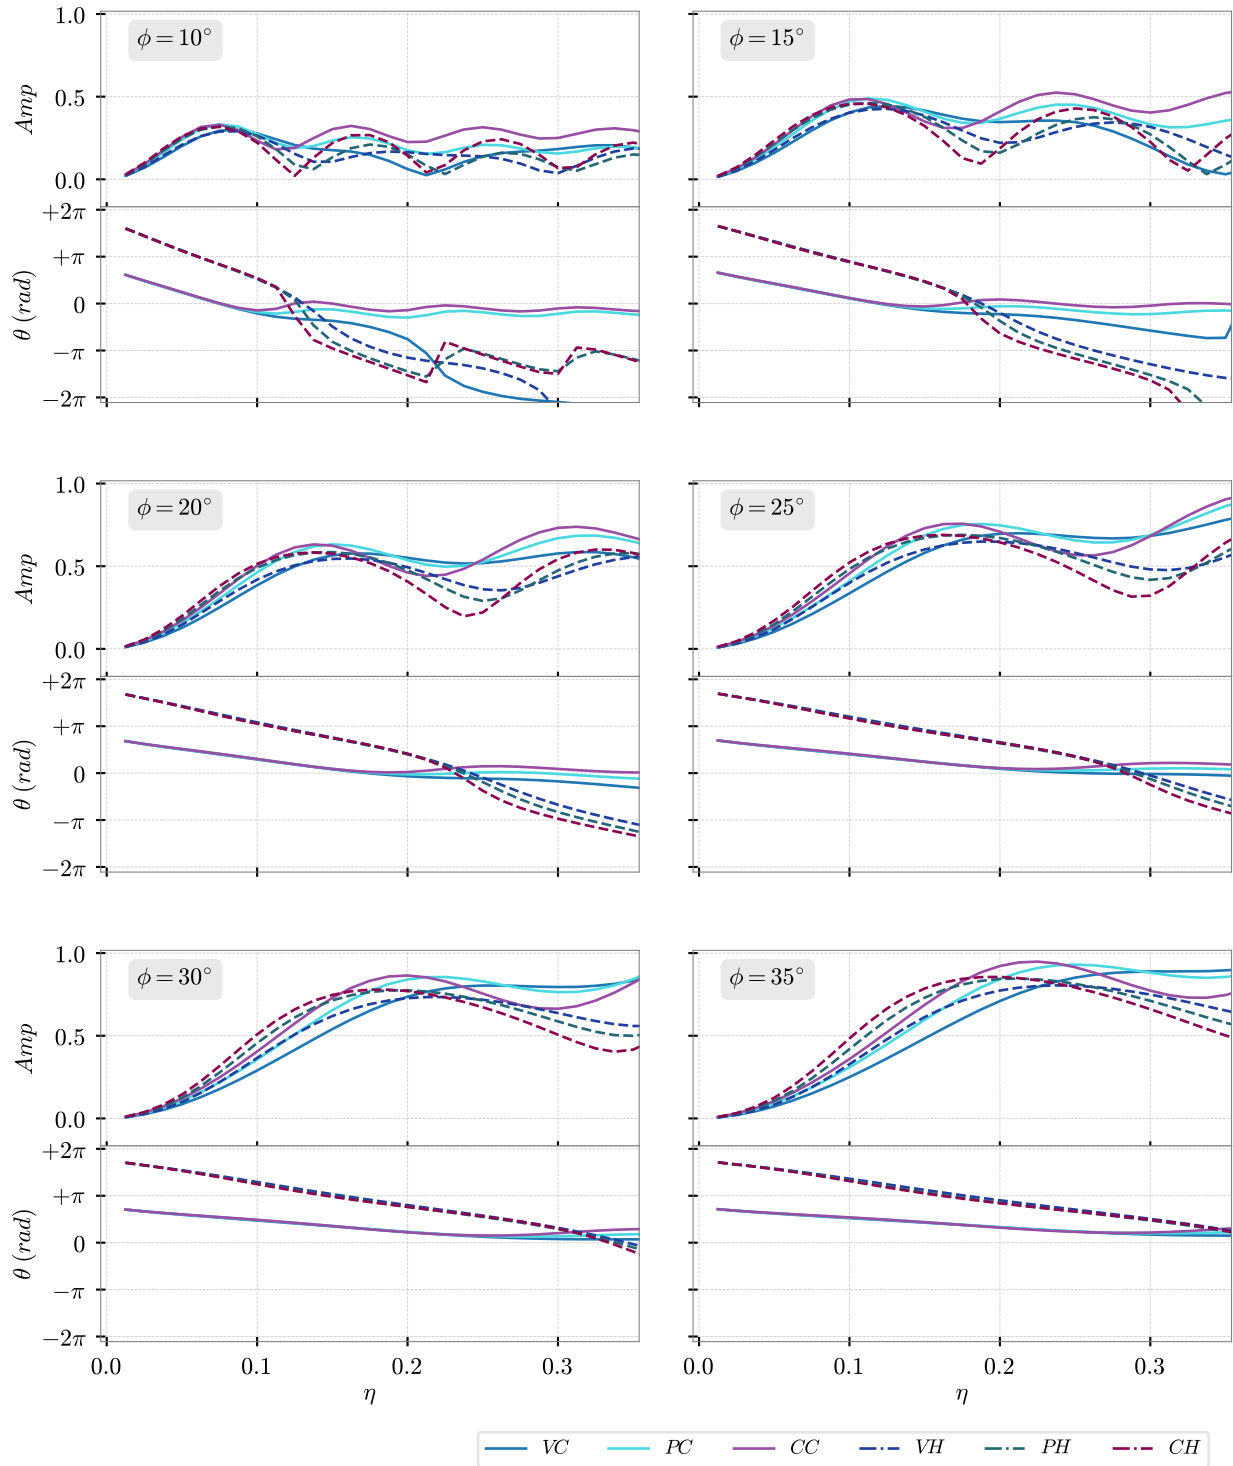 1.0
ϕ = 10°
ϕ = 15°
Amp
0.5
0.0
+2π
+π
θ (rad)
0
−π
−2π
1.0
ϕ = 20°
ϕ = 25°
Amp
0.5
0.0
+2π
+π
θ (rad)
0
−π
−2π
1.0
ϕ = 30°
ϕ = 35°
Amp
0.5
0.0
+2π
+π
θ (rad)
0
−π
−2π
0.0 0.1 0.2 0.3 0.0 0.1 0.2 0.3
η η
VC PC CC VH PH CH